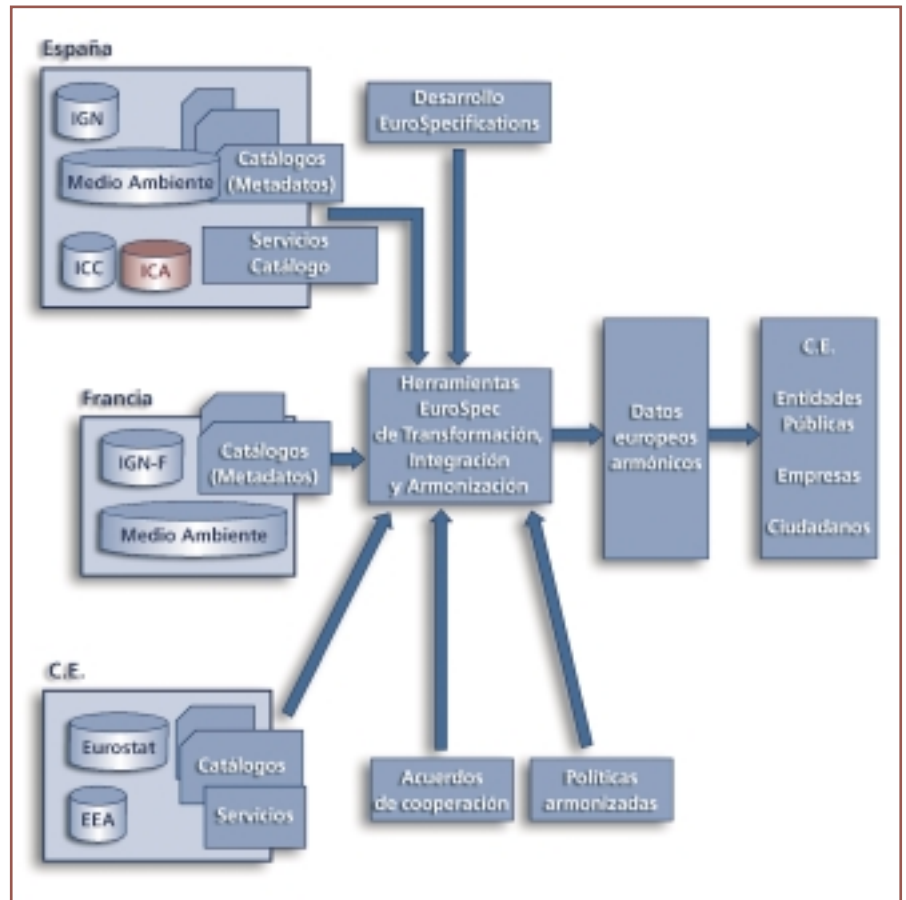 España
IGN
Medio Ambiente
Catálogos
(Metadatos)
ICC
ICA
Servicios
Catálogo
Desarrollo
EuroSpecifications
Francia
IGN-F
Catálogos
(Metadatos)
Medio Ambiente
Herramientas
EuroSpec
de Transformación,
Integración
y Armonización
Datos
europeos
armónicos
C.E.
Entidades
Públicas
Empresas
Ciudadanos
C.E.
Eurostat
Catálogos
EEA
Servicios
Acuerdos
de cooperación
Políticas
armonizadas